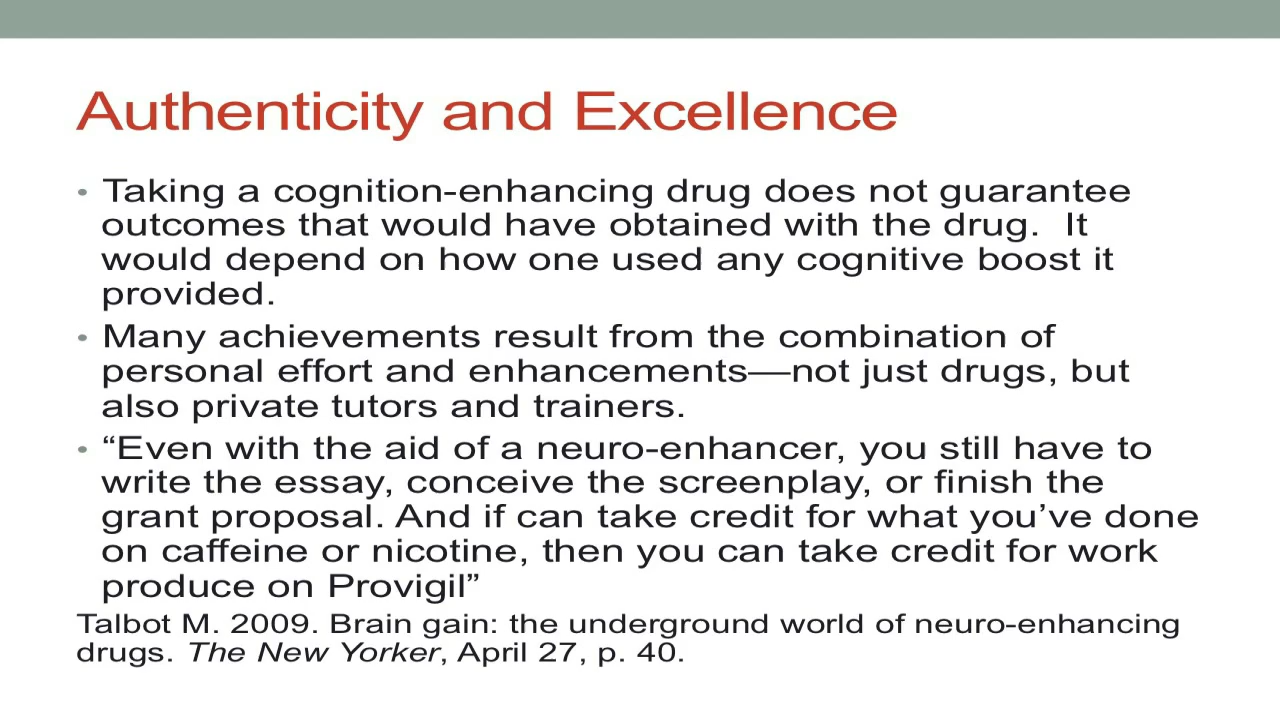 Authenticity and Excellence
• Taking a cognition-enhancing drug does not guarantee
outcomes that would have obtained with the drug.  It
would depend on how one used any cognitive boost it
provided.
• Many achievements result from the combination of
personal effort and enhancements—not just drugs, but
also private tutors and trainers.
• “Even with the aid of a neuro-enhancer, you still have to
write the essay, conceive the screenplay, or finish the
grant proposal. And if can take credit for what you’ve done
on caffeine or nicotine, then you can take credit for work
produce on Provigil”
Talbot M. 2009. Brain gain: the underground world of neuro-enhancing
drugs. The New Yorker, April 27, p. 40.